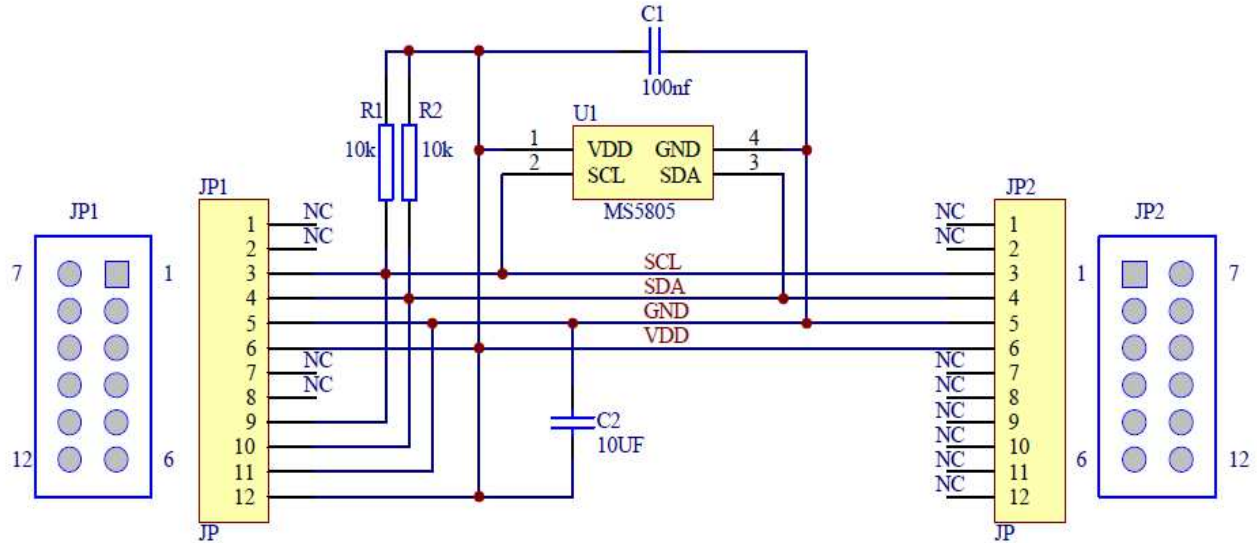 C1
100nf
R1
R2
10k
10k
U1
1
VDD
GND
4
2
SCL
SDA
3
MS5805
JP1
7
1
12
6
JP1
1
NC
2
NC
3
4
5
6
7
NC
8
NC
9
10
11
12
JP
SCL
SDA
GND
VDD
C2
10UF
JP2
NC
1
NC
2
3
4
5
6
NC
7
NC
8
NC
9
NC
10
NC
11
NC
12
JP
JP2
1
7
6
12